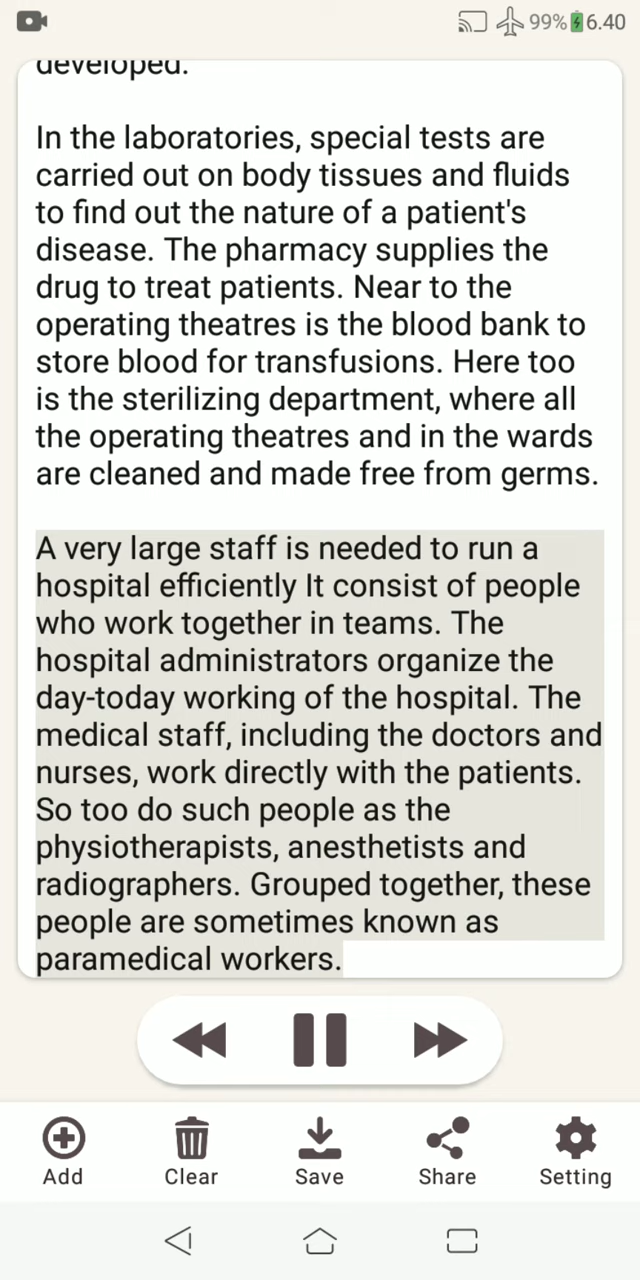 99% 6.40
developed.
In the laboratories, special tests are
carried out on body tissues and fluids
to find out the nature of a patient's
disease. The pharmacy supplies the
drug to treat patients. Near to the
operating theatres is the blood bank to
store blood for transfusions. Here too
is the sterilizing department, where all
the operating theatres and in the wards
are cleaned and made free from germs.
A very large staff is needed to run a
hospital efficiently It consist of people
who work together in teams. The
hospital administrators organize the
day-today working of the hospital. The
medical staff, including the doctors and
nurses, work directly with the patients.
So too do such people as the
physiotherapists, anesthetists and
radiographers. Grouped together, these
people are sometimes known as
paramedical workers.
Add Clear Save Share Setting